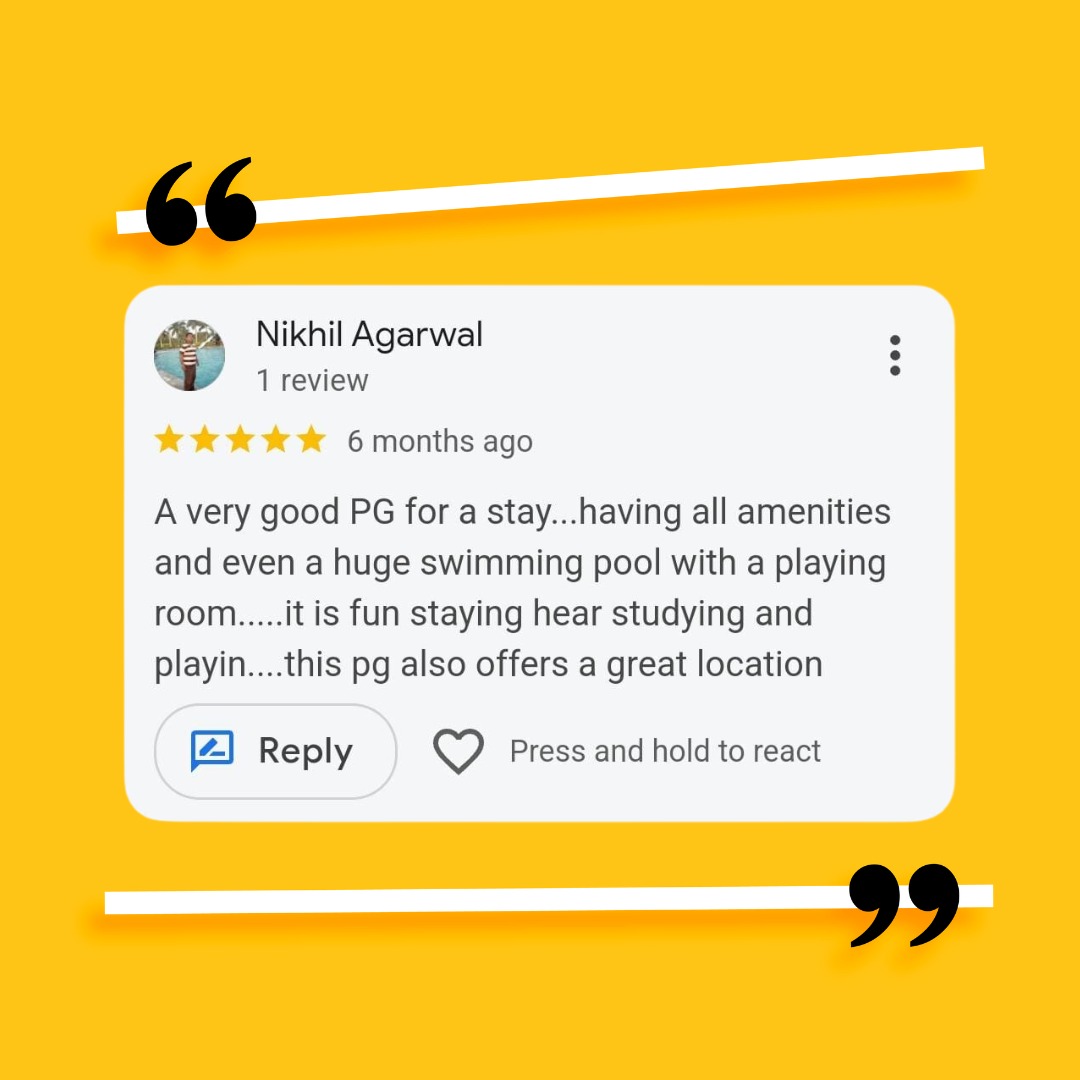 “
Nikhil Agarwal
1 review
6 months ago
A very good PG for a stay...having all amenities
and even a huge swimming pool with a playing
room.....it is fun staying hear studying and
playin....this pg also offers a great location
Reply
Press and hold to react
”